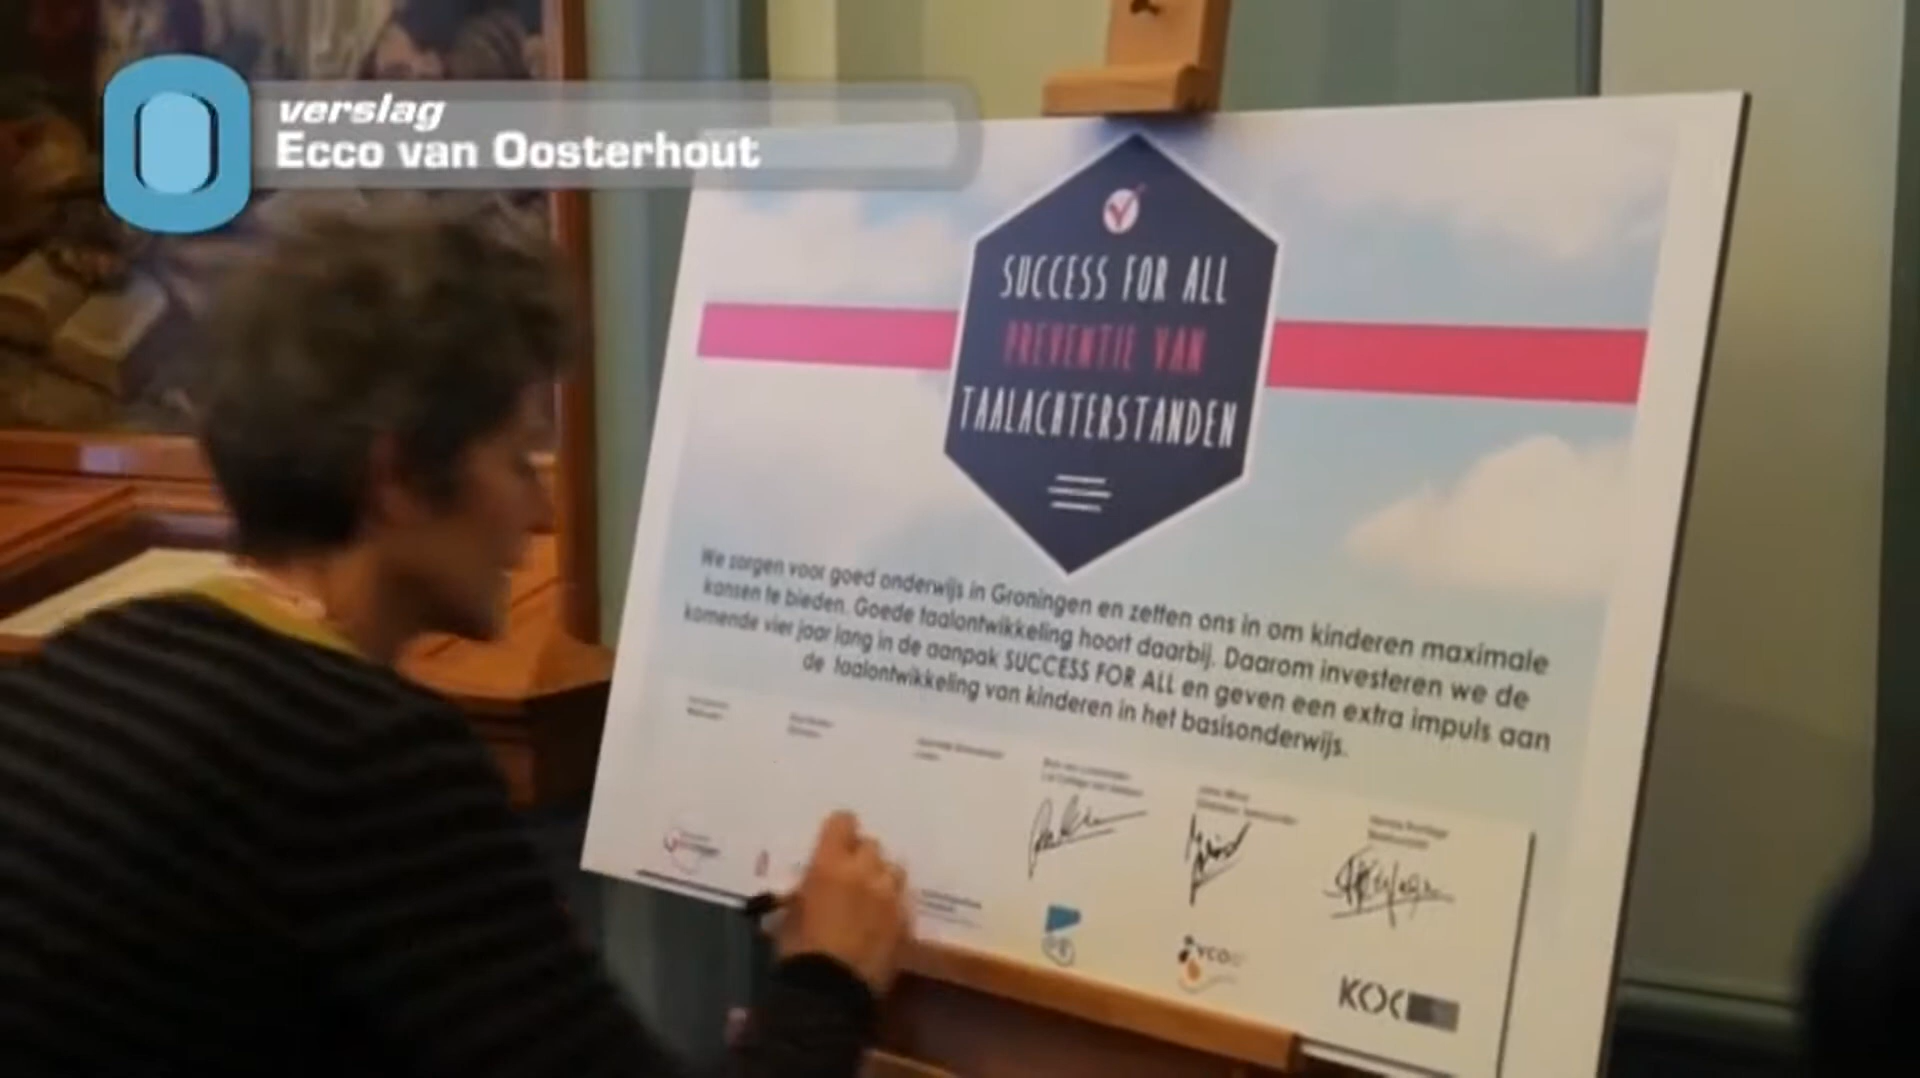 verslag
Ecco van Oosterhout
SUCCESS FOR ALL
PREVENTIE VAN
TAALACHTERSTANDEN
We zorgen voor goed onderwijs in Groningen en zetten ons in om kinderen maximale
kansen te bieden. Goede taalontwikkeling hoort daarbij. Daarom investeren we de
komende vier jaar lang in de aanpak SUCCESS FOR ALL en geven een extra impuls aan
de taalontwikkeling van kinderen in het basisonderwijs.
VCO
KOC